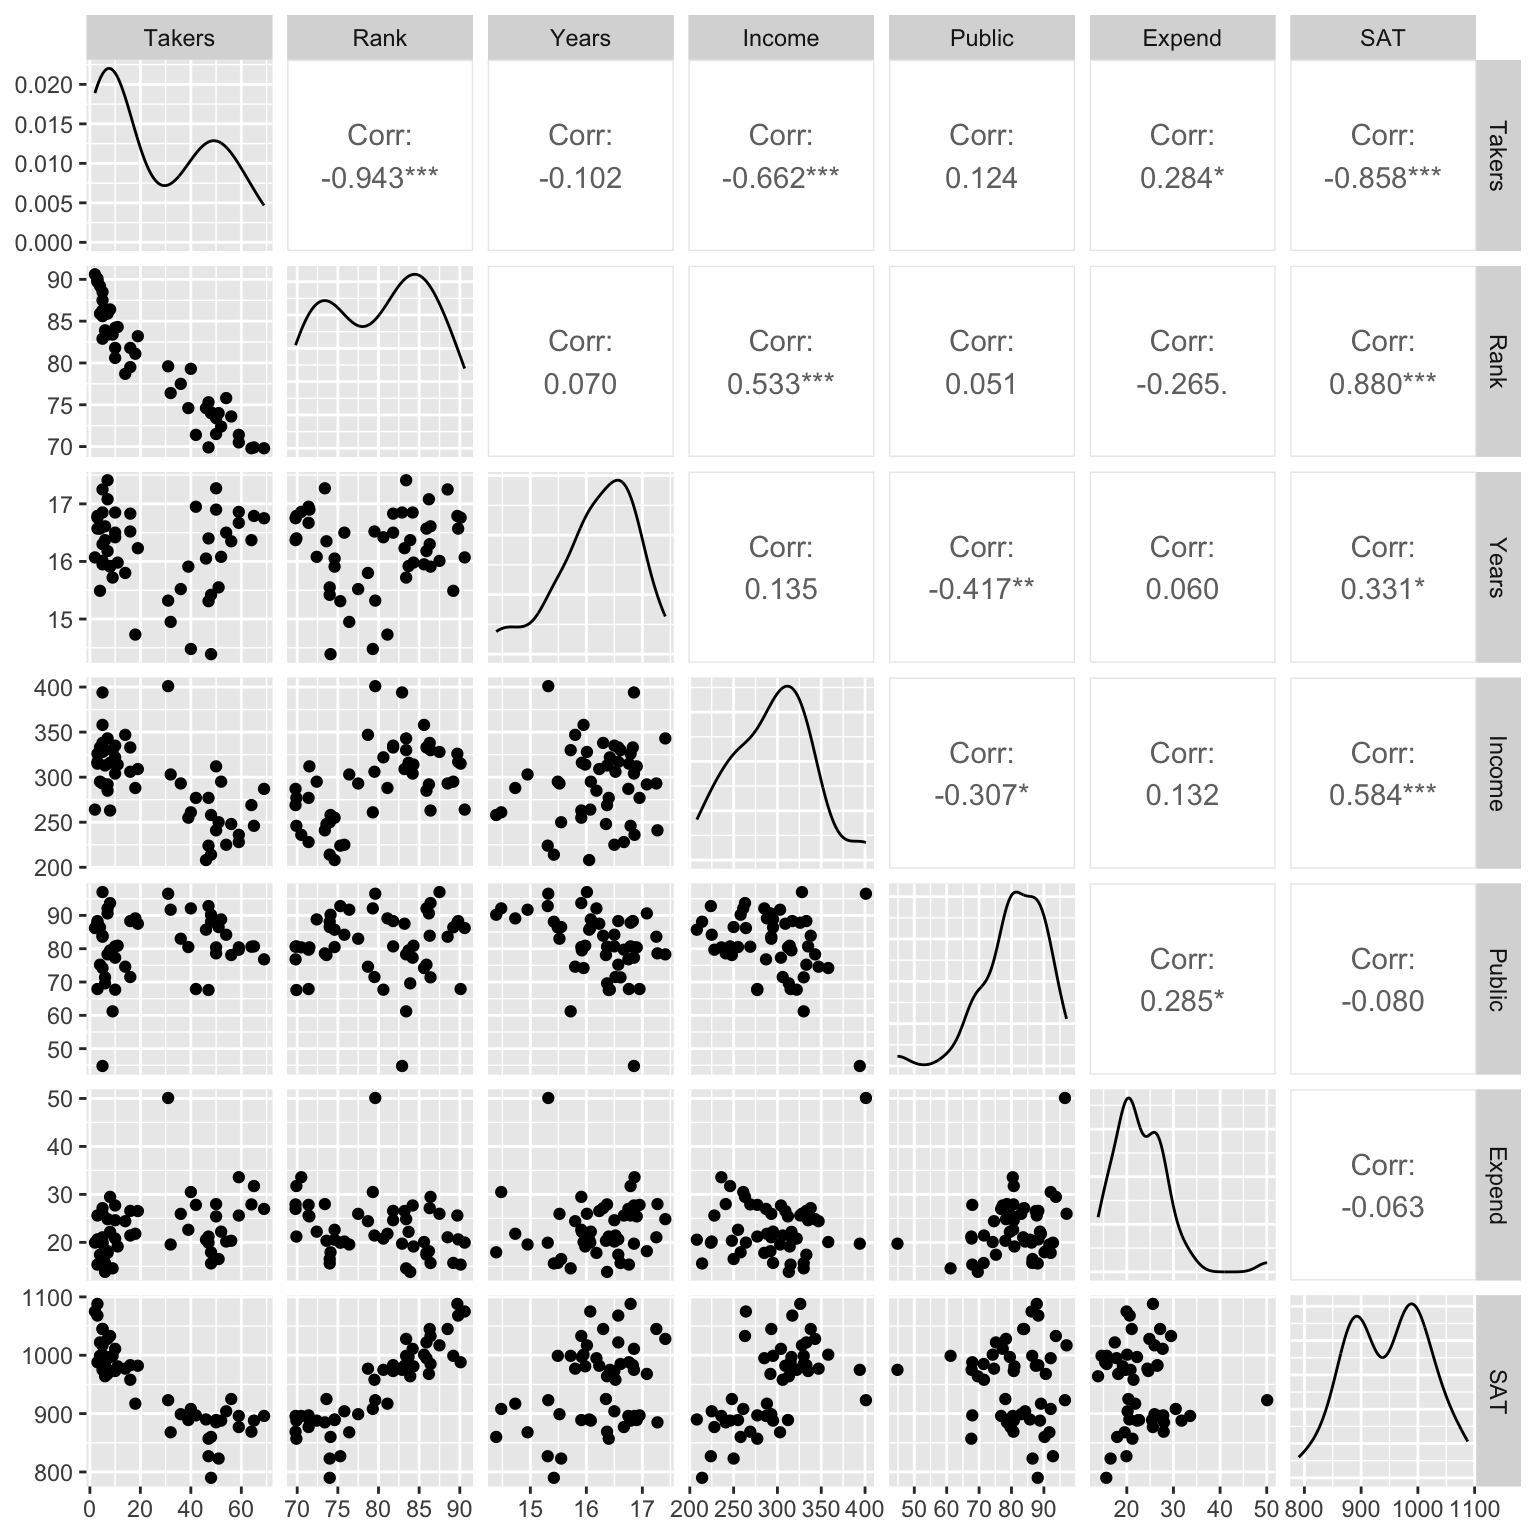 Takers Rank Years Income Public Expend SAT
0.020
0.015
0.010
0.005
0.000
Corr: Corr: Corr: Corr: Corr: Corr:
-0.943*** -0.102 -0.662*** 0.124 0.284* -0.858***
Takers
90
85
80
75
70
Corr: Corr: Corr: Corr: Corr:
0.070 0.533*** 0.051 -0.265. 0.880***
Rank
17
16
15
Corr: Corr: Corr: Corr:
0.135 -0.417** 0.060 0.331*
Years
400
350
300
250
200
Corr: Corr: Corr:
-0.307* 0.132 0.584***
Income
90
80
70
60
50
Corr: Corr:
0.285* -0.080
Public
50
40
30
20
Corr:
-0.063
Expend
1100
1000
900
800
SAT
0 20 40 60 70 75 80 85 90 15 16 17 200 250 300 350 400 50 60 70 80 90 20 30 40 50 800 900 1000 1100